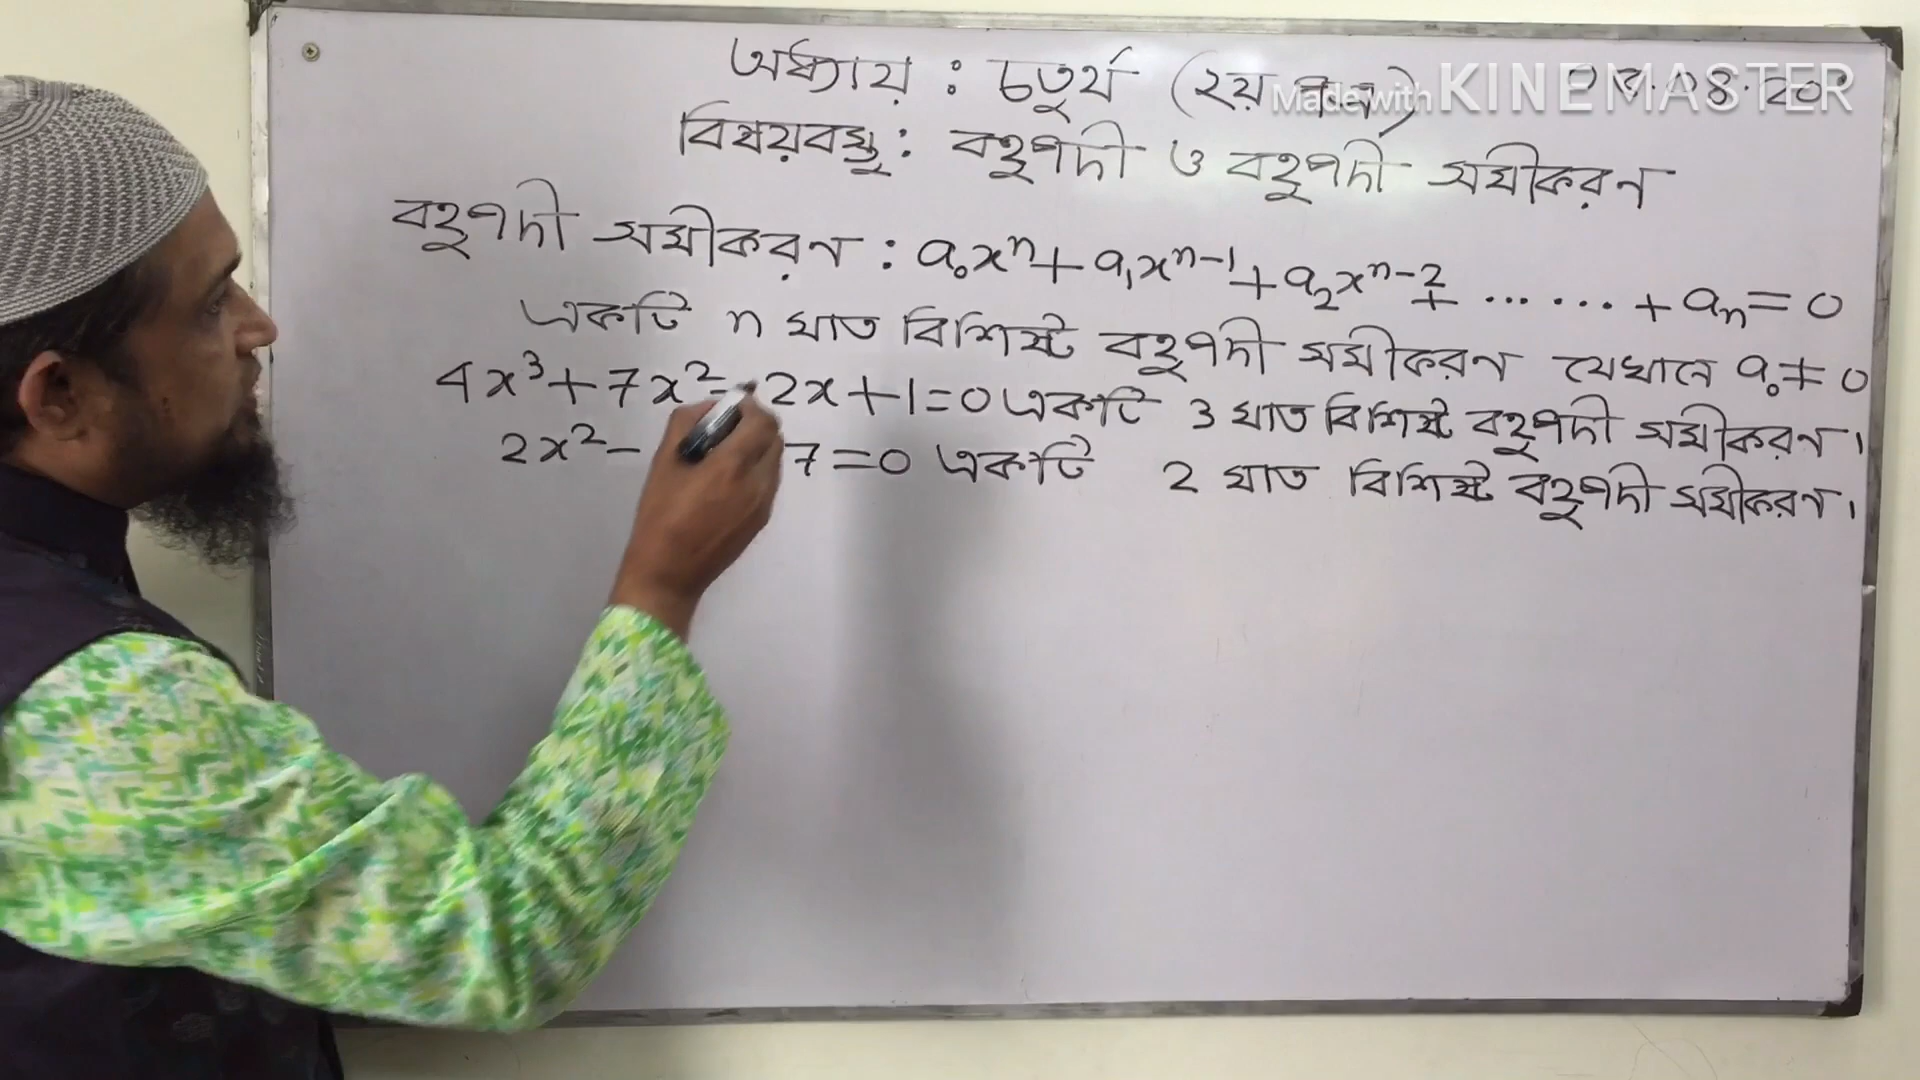 অধ্যায় : চতুর্থ (২য় পত্র)
Made with KINEMASTER
বিষয়বস্তু : বহুপদী ও বহুপদী সমীকরণ
বহুপদী সমীকরণ : a₀xⁿ + a₁xⁿ⁻¹ + a₂xⁿ⁻² + ...... + aₙ = 0
একটি n ঘাত বিশিষ্ট বহুপদী সমীকরণ যেখানে a₀ ≠ 0
4x³ + 7x² - 2x + 1 = 0 একটি 3 ঘাত বিশিষ্ট বহুপদী সমীকরণ।
2x² - 7 = 0 একটি 2 ঘাত বিশিষ্ট বহুপদী সমীকরণ।